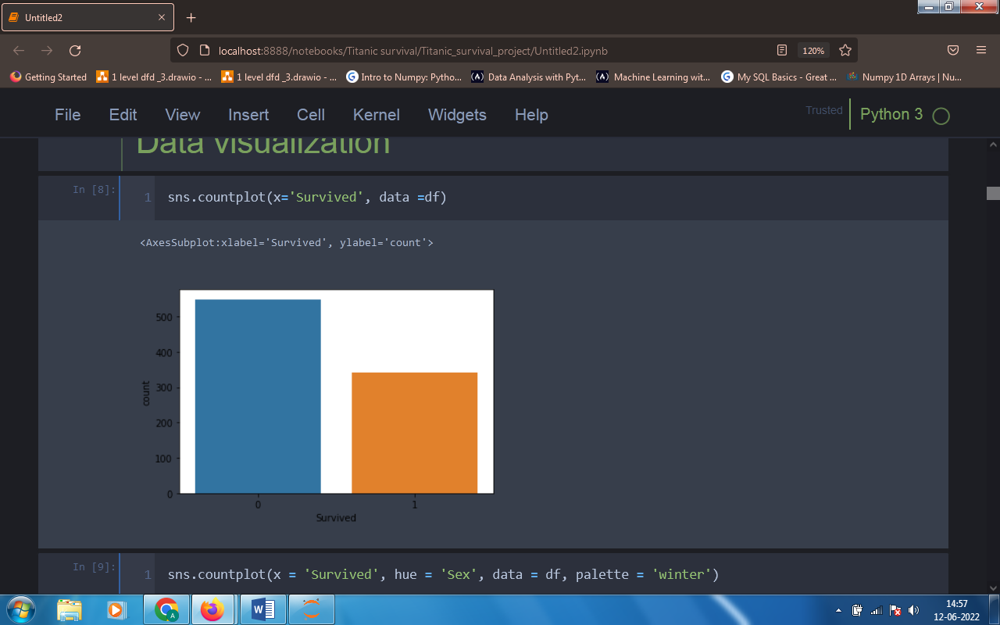 Untitled2
localhost:8888/notebooks/Titanic survival/Titanic_survival_project/Untitled2.ipynb
120%
Getting Started
1 level dfd _3.drawio - ...
1 level dfd _3.drawio - ...
Intro to Numpy: Pytho...
Data Analysis with Pyt...
Machine Learning wit...
My SQL Basics - Great ...
Numpy 1D Arrays | Nu...
File Edit View Insert Cell Kernel Widgets Help
Trusted
Python 3
Data visualization
In [8]:
1 sns.countplot(x='Survived', data =df)
<AxesSubplot:xlabel='Survived', ylabel='count'>
500
400
300
200
100
0
count
0 1
Survived
In [9]:
1 sns.countplot(x = 'Survived', hue = 'Sex', data = df, palette = 'winter')
14:57
12-06-2022